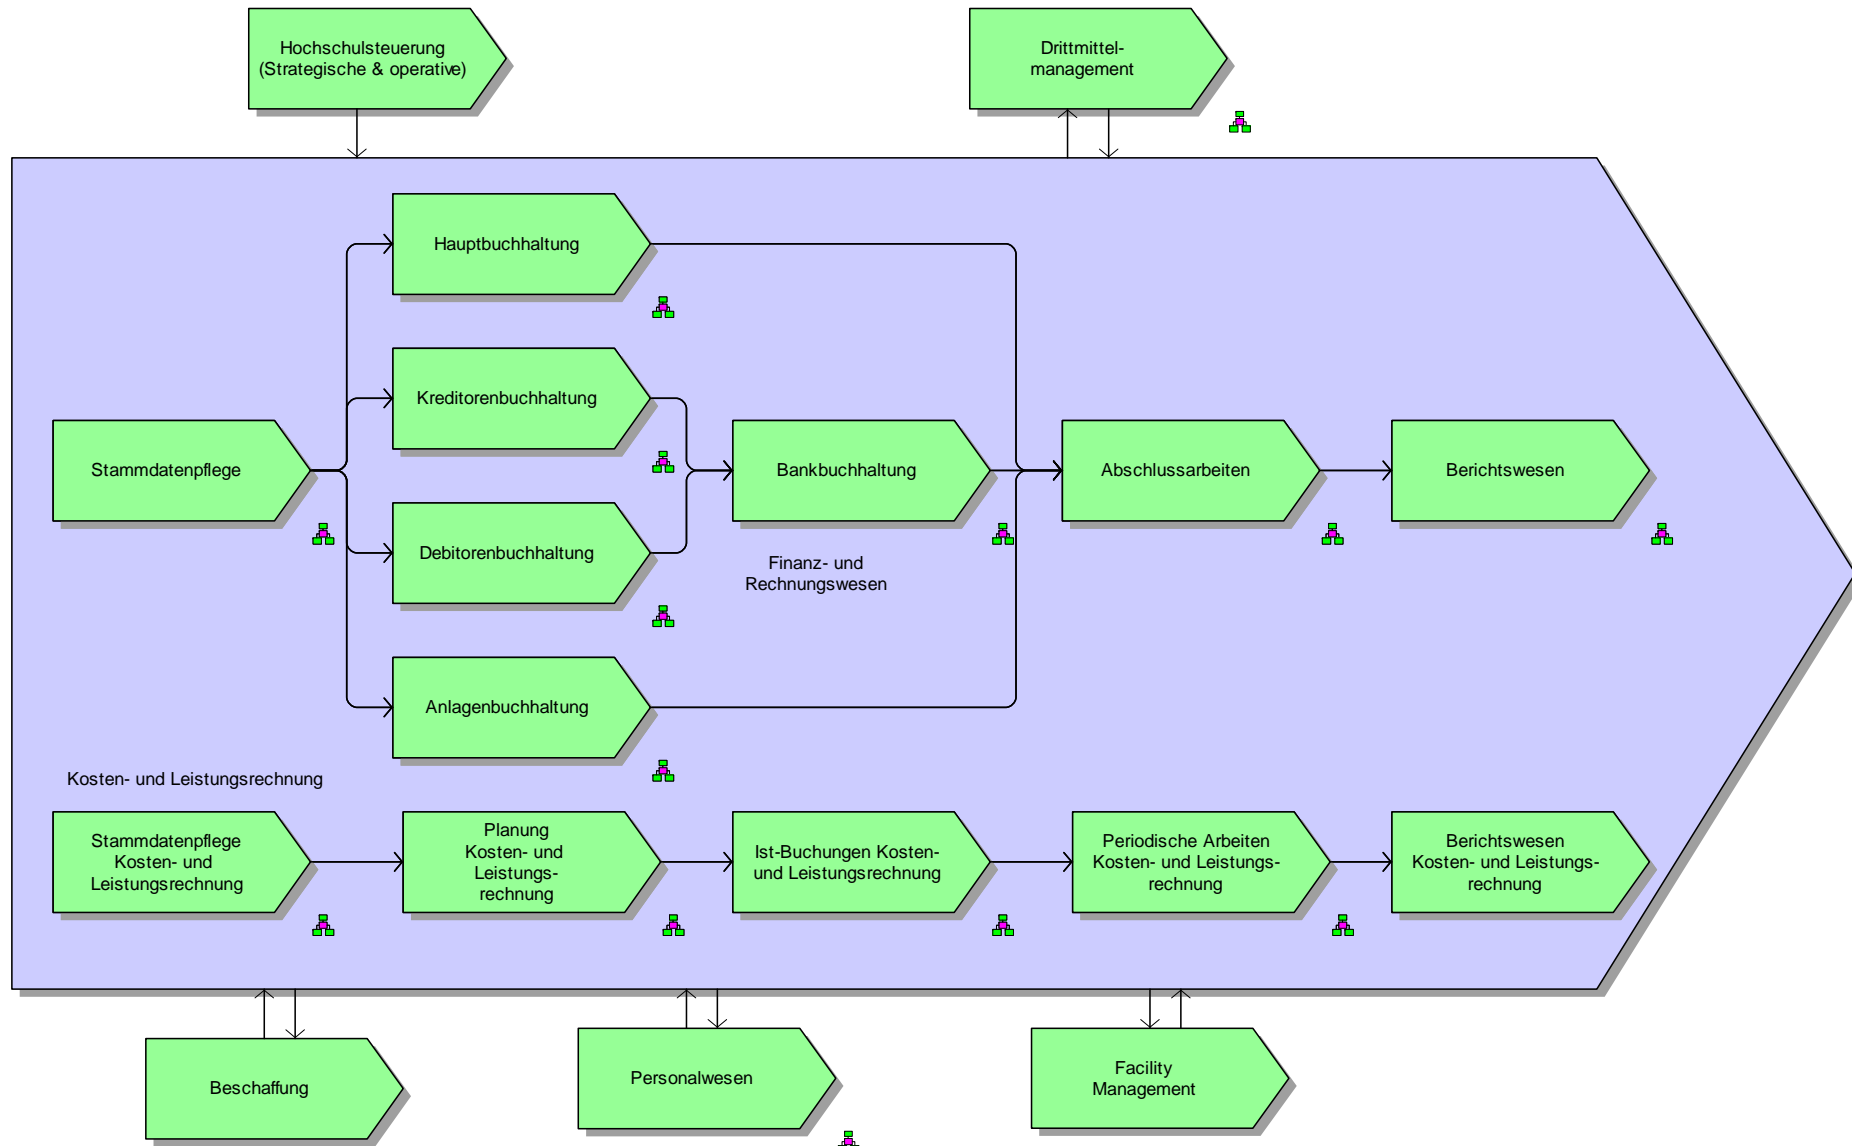 Hochschulsteuerung
(Strategische & operative)
Drittmittel-
management
Hauptbuchhaltung
Kreditorenbuchhaltung
Stammdatenpflege
Bankbuchhaltung
Abschlussarbeiten
Berichtswesen
Debitorenbuchhaltung
Finanz- und
Rechnungswesen
Anlagenbuchhaltung
Kosten- und Leistungsrechnung
Stammdatenpflege
Kosten- und
Leistungsrechnung
Planung
Kosten- und
Leistungs-
rechnung
Ist-Buchungen Kosten-
und Leistungsrechnung
Periodische Arbeiten
Kosten- und Leistungs-
rechnung
Berichtswesen
Kosten- und Leistungs-
rechnung
Beschaffung
Personalwesen
Facility
Management